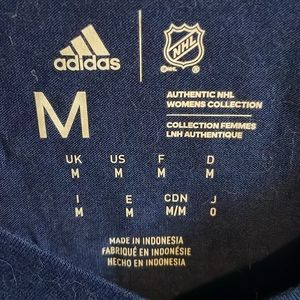 adidas
NHL
M
AUTHENTIC NHL
WOMENS COLLECTION
COLLECTION FEMMES
LNH AUTHENTIQUE
UK US F D
M M M M
I E CDN J
M M M/M O
MADE IN INDONESIA
FABRIQUÉ EN INDONÉSIE
HECHO EN INDONESIA